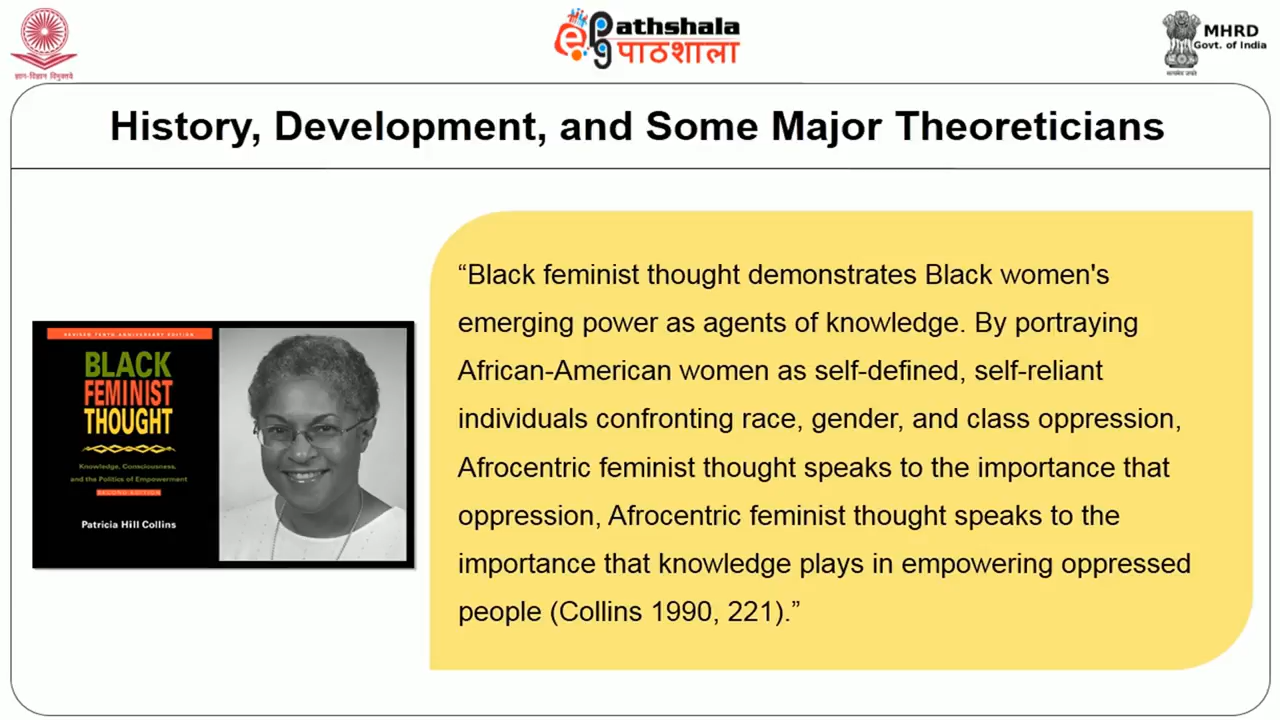 ज्ञान-विज्ञान विमुक्तये
ePathshala
पाठशाला
MHRD
Govt. of India
सत्यमेव जयते
History, Development, and Some Major Theoreticians
REVISED TENTH ANNIVERSARY EDITION
BLACK
FEMINIST
THOUGHT
Knowledge, Consciousness,
and the Politics of Empowerment
SECOND EDITION
Patricia Hill Collins
“Black feminist thought demonstrates Black women's
emerging power as agents of knowledge. By portraying
African-American women as self-defined, self-reliant
individuals confronting race, gender, and class oppression,
Afrocentric feminist thought speaks to the importance that
oppression, Afrocentric feminist thought speaks to the
importance that knowledge plays in empowering oppressed
people (Collins 1990, 221).”